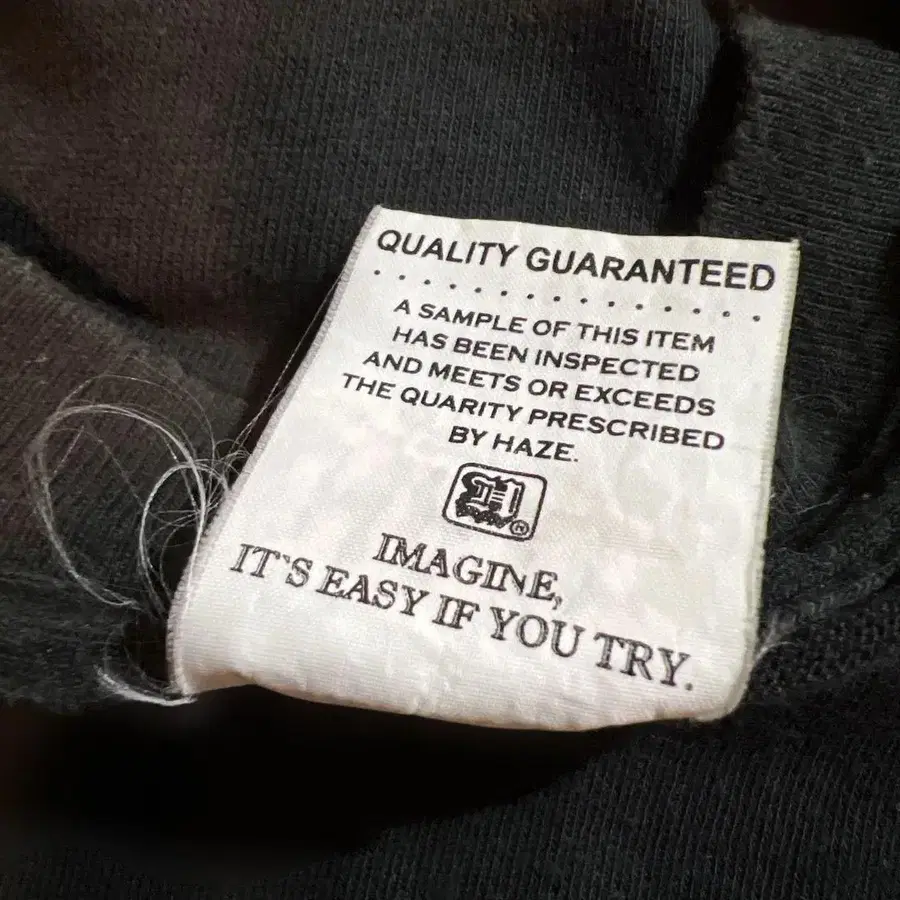 QUALITY GUARANTEED
A SAMPLE OF THIS ITEM
HAS BEEN INSPECTED
AND MEETS OR EXCEEDS
THE QUARITY PRESCRIBED
BY HAZE.
®
IMAGINE,
IT`S EASY IF YOU TRY.